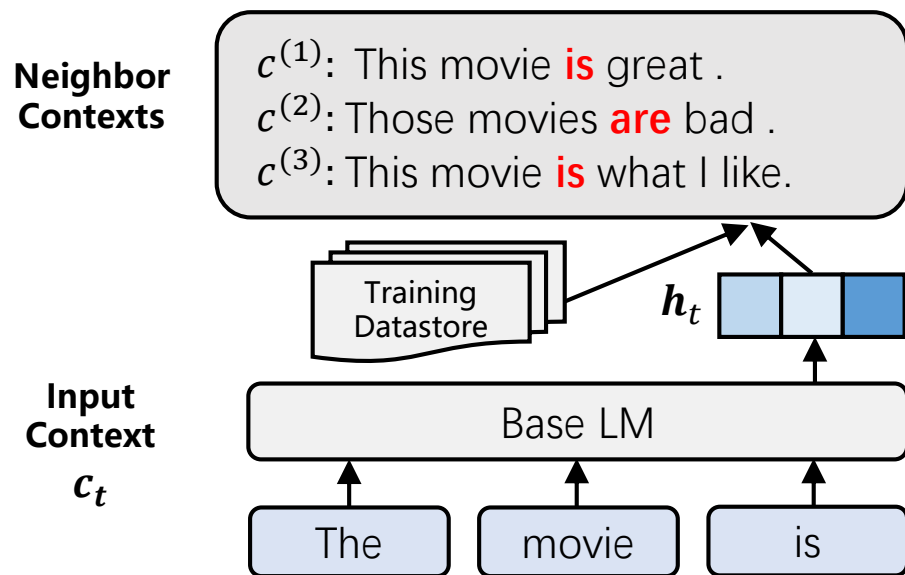 Neighbor
Contexts
c^{(1)}: This movie is great .
c^{(2)}: Those movies are bad .
c^{(3)}: This movie is what I like.
Training
Datastore
h_t
Input
Context
c_t
Base LM
The movie is